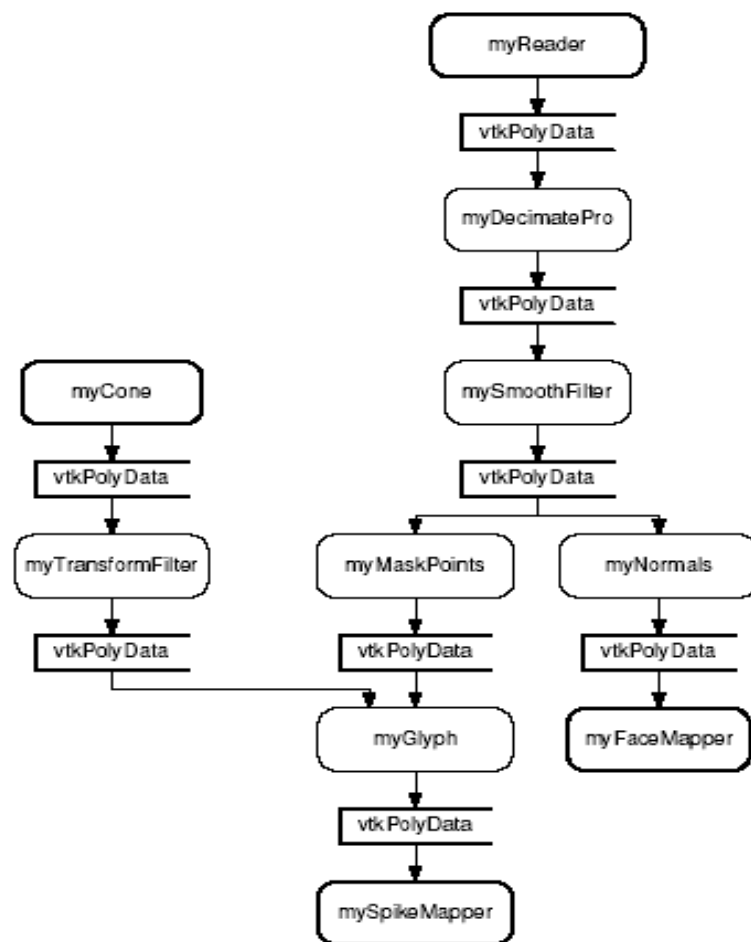 myReader
vtkPolyData
myDecimatePro
vtkPolyData
myCone
mySmoothFilter
vtkPolyData
vtkPolyData
myTransformFilter
myMaskPoints
myNormals
vtkPolyData
vtkPolyData
vtkPolyData
myGlyph
myFaceMapper
vtkPolyData
mySpikeMapper